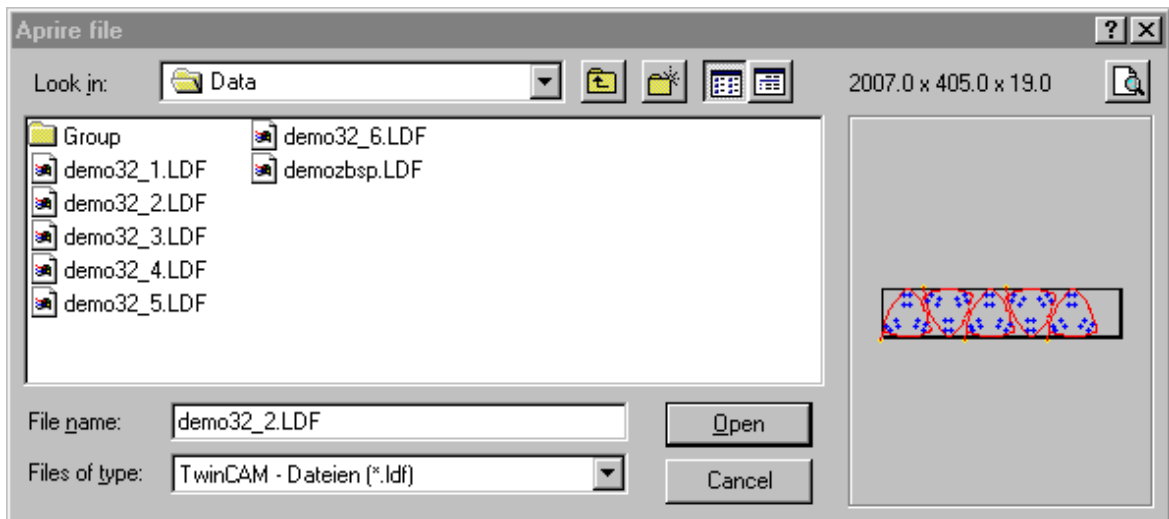 Aprire file
Look in: Data 2007.0 x 405.0 x 19.0
Group
demo32_1.LDF
demo32_2.LDF
demo32_3.LDF
demo32_4.LDF
demo32_5.LDF
demo32_6.LDF
demozbsp.LDF
File name: demo32_2.LDF Open
Files of type: TwinCAM - Dateien (*.ldf) Cancel